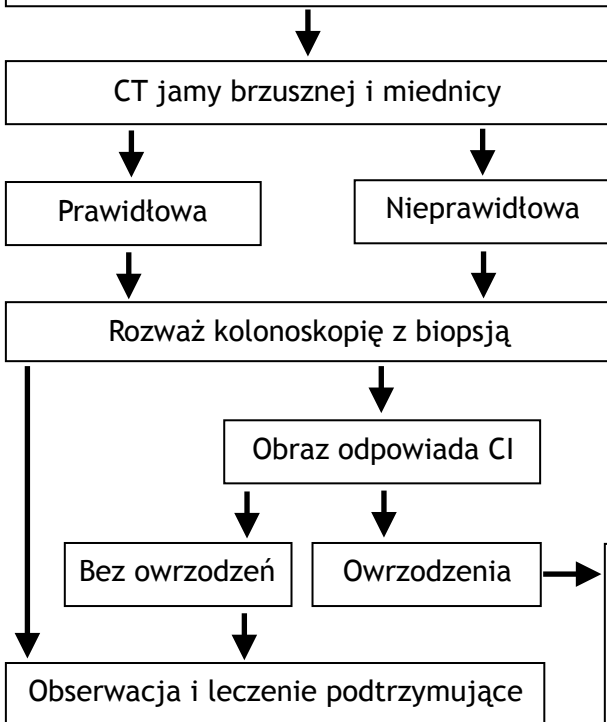 CT jamy brzusznej i miednicy
Prawidłowa
Nieprawidłowa
Rozważ kolonoskopię z biopsją
Obraz odpowiada CI
Bez owrzodzeń
Owrzodzenia
Obserwacja i leczenie podtrzymujące